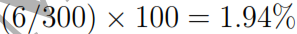 (6/300) × 100 = 1.94%